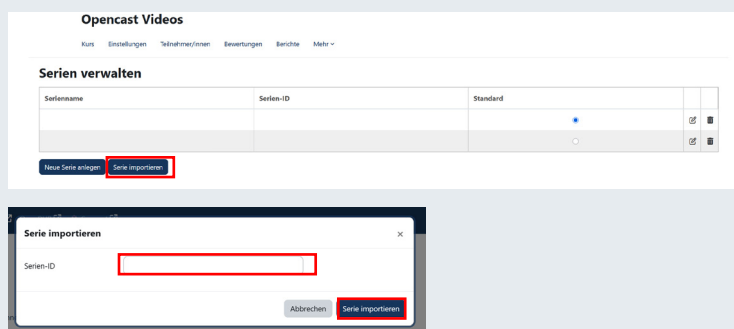 Opencast Videos
Kurs Einstellungen Teilnehmer/innen Bewertungen Berichte Mehr
Serien verwalten
Serienname Serien-ID Standard
Neue Serie anlegen Serie importieren
Serie importieren ×
Serien-ID
Abbrechen Serie importieren